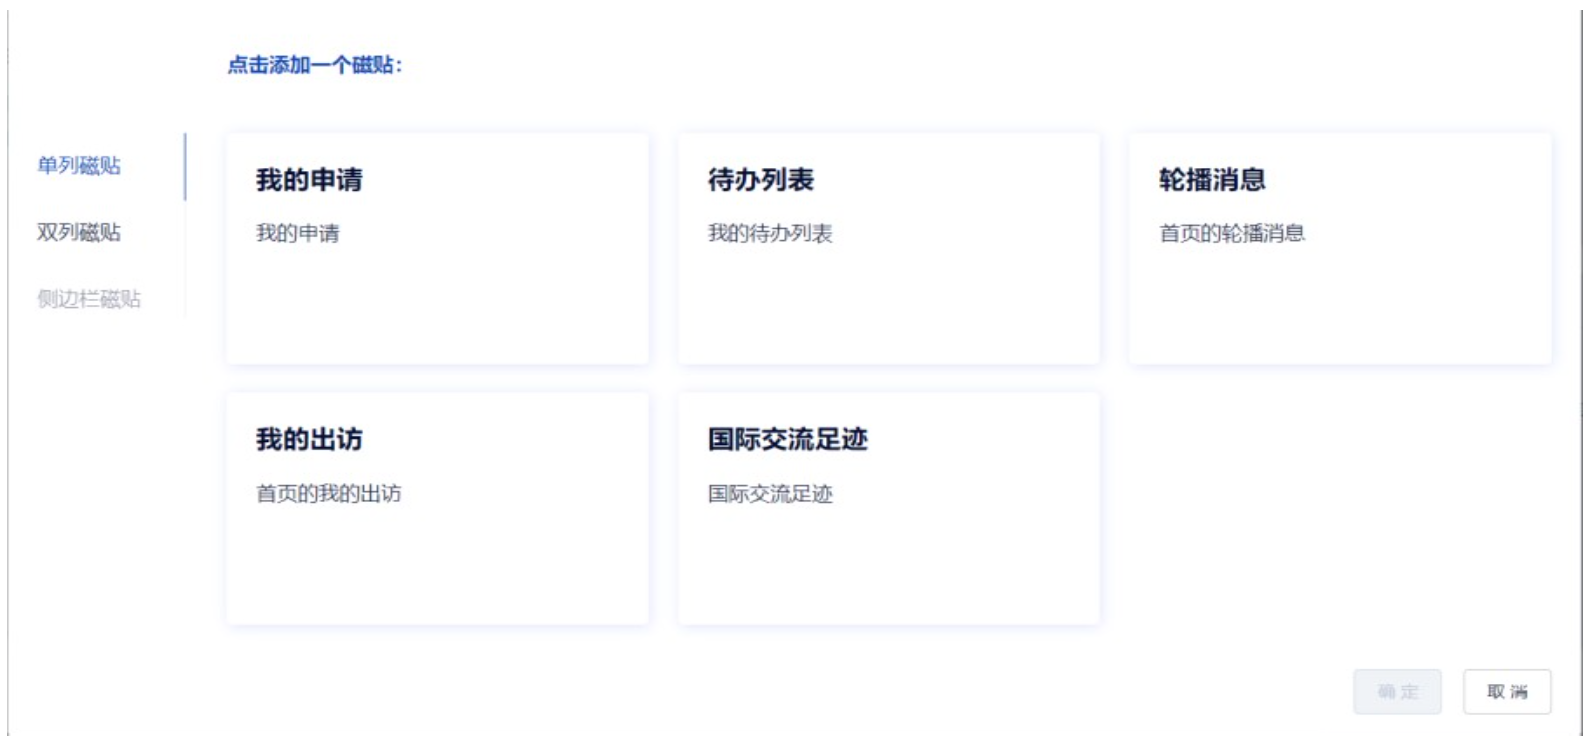 点击添加一个磁贴：
单列磁贴
双列磁贴
侧边栏磁贴
我的申请
我的申请
待办列表
我的待办列表
轮播消息
首页的轮播消息
我的出访
首页的我的出访
国际交流足迹
国际交流足迹
确 定
取 消